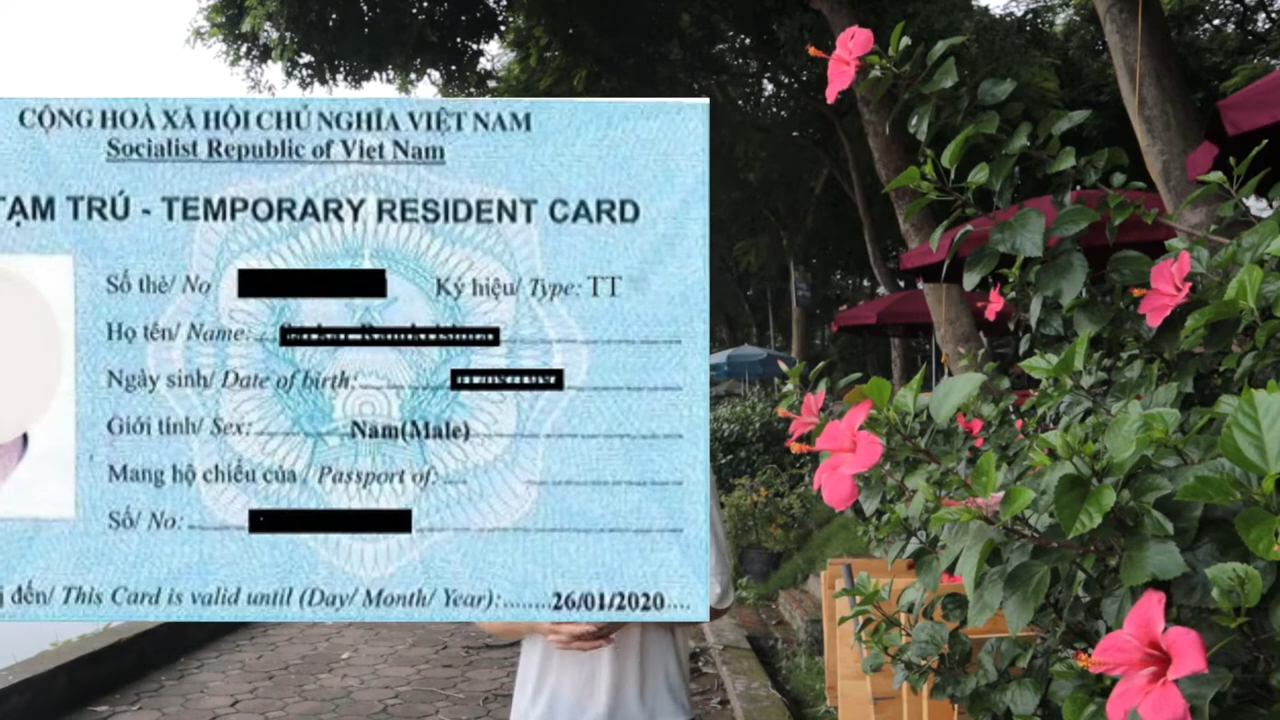 CỘNG HOÀ XÃ HỘI CHỦ NGHĨA VIỆT NAM
Socialist Republic of Viet Nam
TẠM TRÚ - TEMPORARY RESIDENT CARD
Số thẻ/ No Ký hiệu/ Type: TT
Họ tên/ Name:
Ngày sinh/ Date of birth:
Giới tính/ Sex: Nam(Male)
Mang hộ chiếu của / Passport of:
Số/ No:
đến/ This Card is valid until (Day/ Month/ Year):.......26/01/2020....